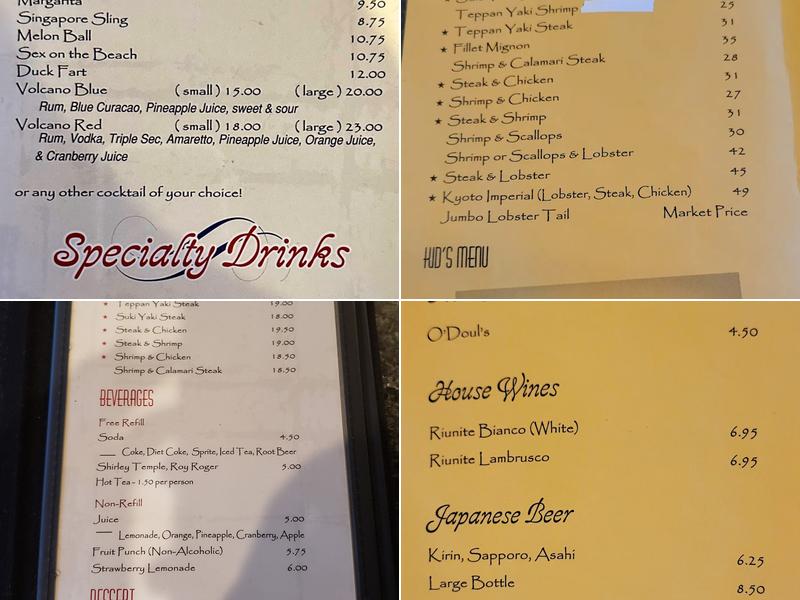 Margarita 9.50
Singapore Sling 8.75
Melon Ball 10.75
Sex on the Beach 10.75
Duck Fart 12.00
Volcano Blue (small) 15.00 (large) 20.00
Rum, Blue Curacao, Pineapple Juice, sweet & sour
Volcano Red (small) 18.00 (large) 23.00
Rum, Vodka, Triple Sec, Amaretto, Pineapple Juice, Orange Juice,
& Cranberry Juice
or any other cocktail of your choice!
Specialty Drinks
Teppan Yaki Shrimp 25
★ Teppan Yaki Steak 31
★ Fillet Mignon 35
Shrimp & Calamari Steak 28
★ Steak & Chicken 31
★ Shrimp & Chicken 27
★ Steak & Shrimp 31
Shrimp & Scallops 30
Shrimp or Scallops & Lobster 42
★ Steak & Lobster 45
★ Kyoto Imperial (Lobster, Steak, Chicken) 49
Jumbo Lobster Tail Market Price
KID'S MENU
★ Teppan Yaki Steak 19.00
★ Suki Yaki Steak 18.00
★ Steak & Chicken 19.50
★ Steak & Shrimp 19.00
★ Shrimp & Chicken 18.50
Shrimp & Calamari Steak 18.50
BEVERAGES
Free Refill
Soda 4.50
Coke, Diet Coke, Sprite, Iced Tea, Root Beer
Shirley Temple, Roy Roger 5.00
Hot Tea - 1.50 per person
Non-Refill
Juice 5.00
Lemonade, Orange, Pineapple, Cranberry, Apple
Fruit Punch (Non-Alcoholic) 5.75
Strawberry Lemonade 6.00
DESSERT
O'Doul's 4.50
House Wines
Riunite Bianco (White) 6.95
Riunite Lambrusco 6.95
Japanese Beer
Kirin, Sapporo, Asahi 6.25
Large Bottle 8.50